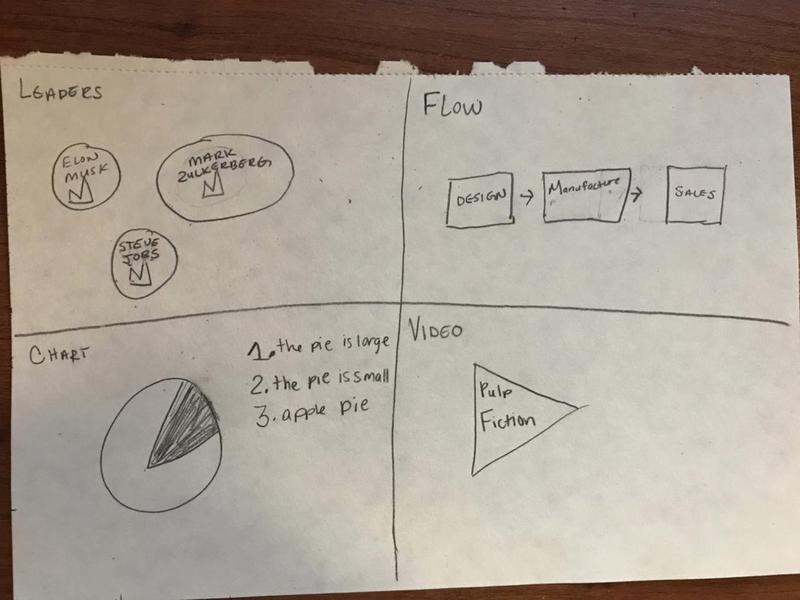 LEADERS
ELON
MUSK
MARK
ZUCKERBERG
STEVE
JOBS
FLOW
DESIGN → Manufacture → SALES
CHART
1. the pie is large
2. the pie is small
3. apple pie
VIDEO
Pulp
Fiction